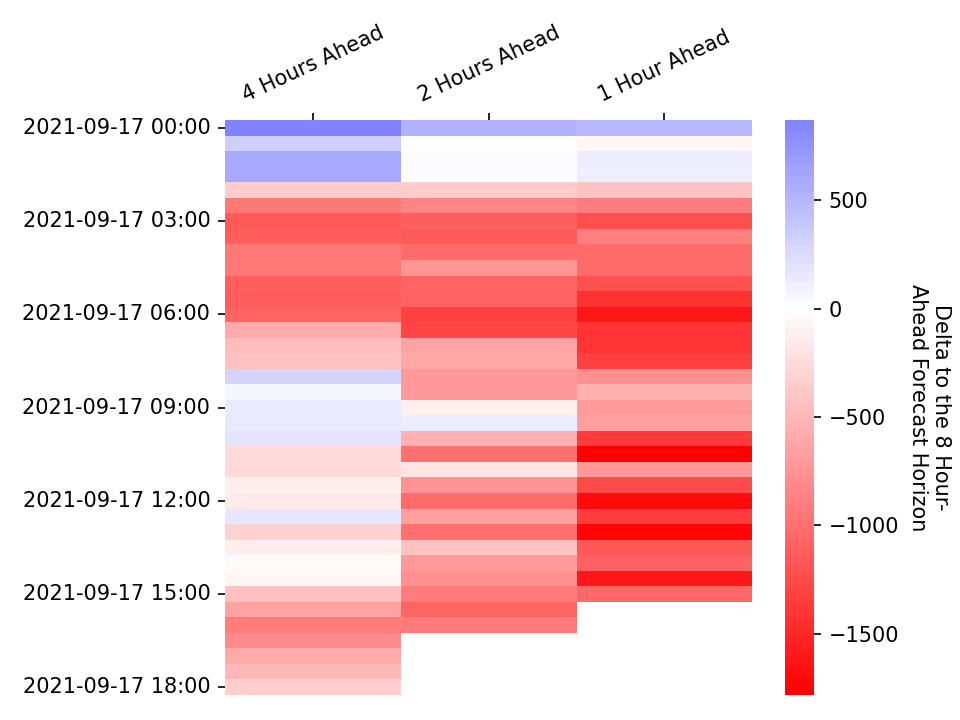 4 Hours Ahead
2 Hours Ahead
1 Hour Ahead
2021-09-17 00:00
2021-09-17 03:00
2021-09-17 06:00
2021-09-17 09:00
2021-09-17 12:00
2021-09-17 15:00
2021-09-17 18:00
500
0
−500
−1000
−1500
Delta to the 8 Hour-
Ahead Forecast Horizon